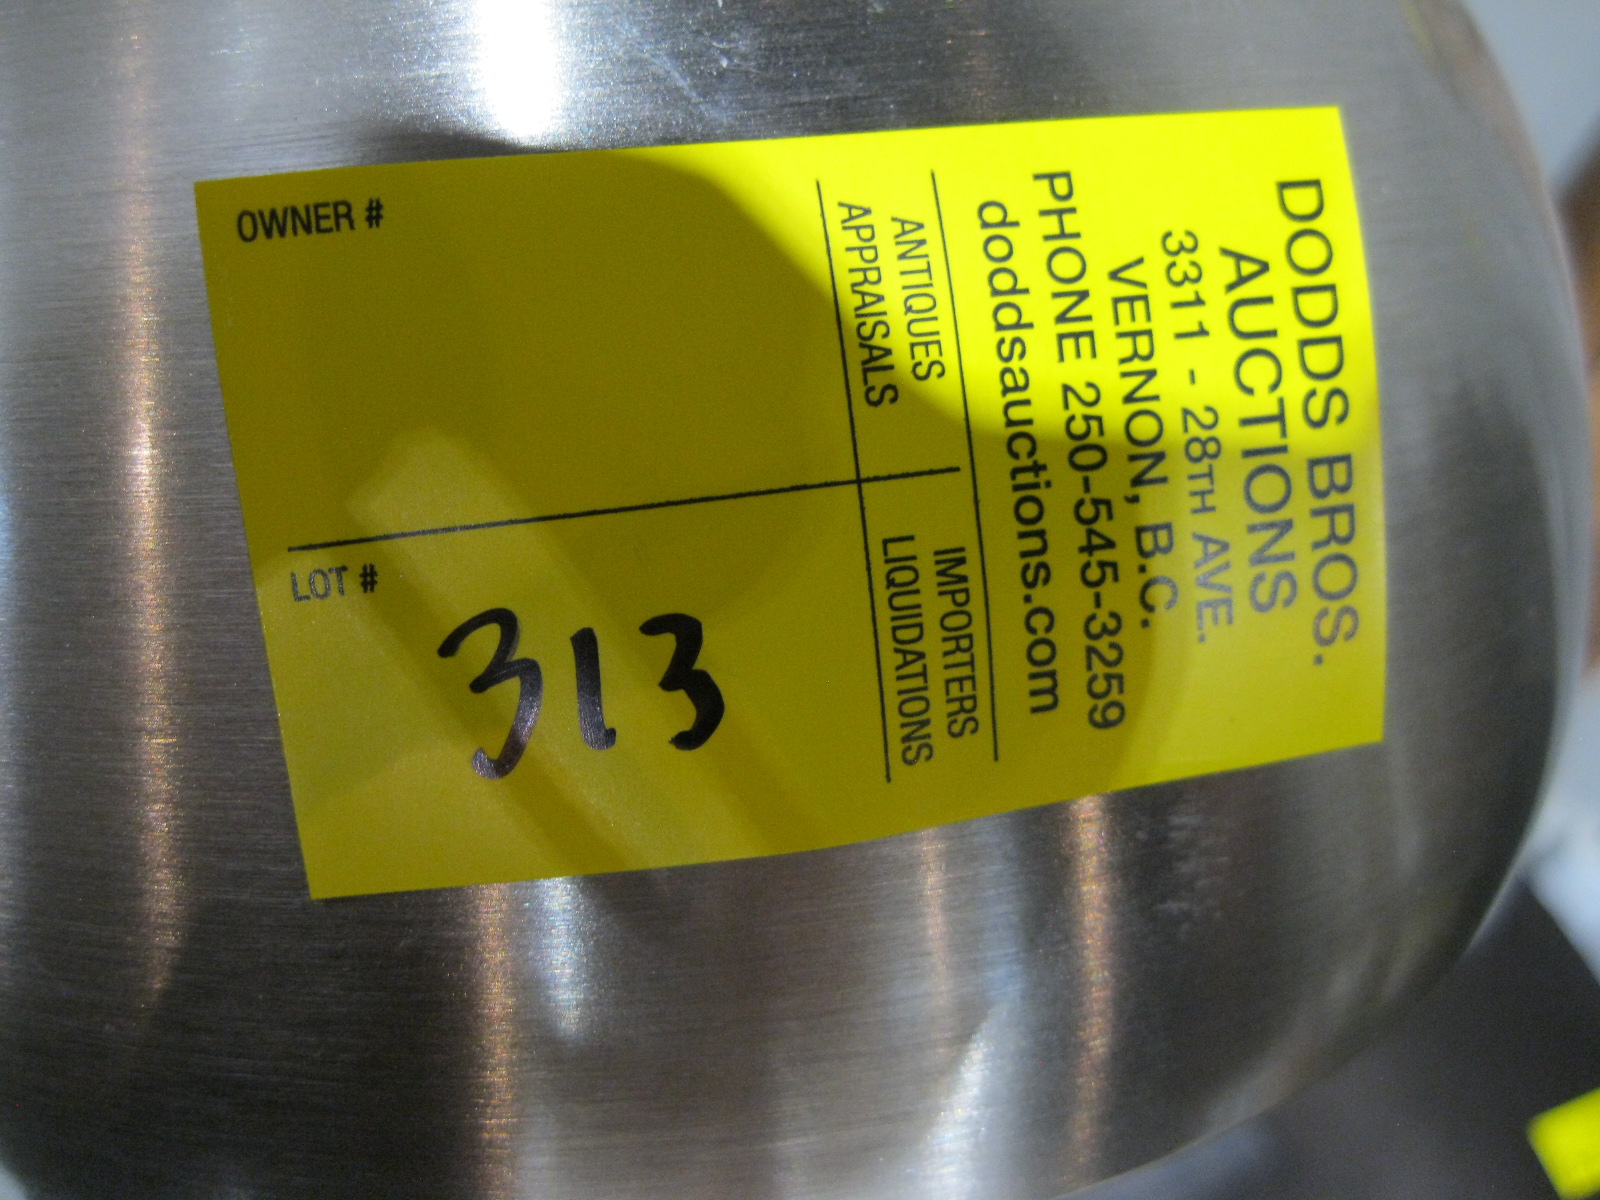 DODDS BROS.
AUCTIONS
3311 - 28TH AVE.
VERNON, B.C.
PHONE 250-545-3259
doddsauctions.com
ANTIQUES IMPORTERS
APPRAISALS LIQUIDATIONS
OWNER #
LOT #
313